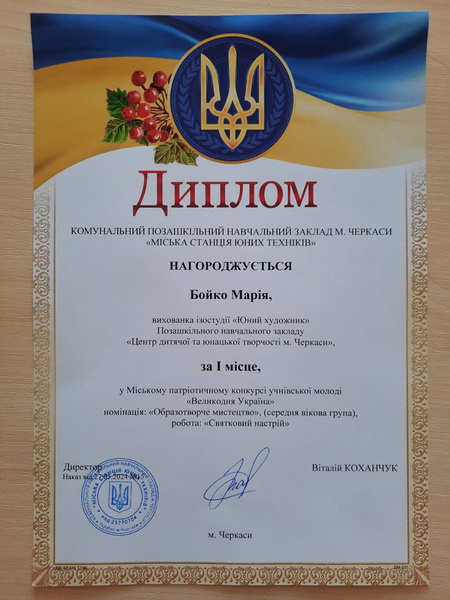 Диплом
КОМУНАЛЬНИЙ ПОЗАШКІЛЬНИЙ НАВЧАЛЬНИЙ ЗАКЛАД М. ЧЕРКАСИ
«МІСЬКА СТАНЦІЯ ЮНИХ ТЕХНІКІВ»
НАГОРОДЖУЄТЬСЯ
Бойко Марія,
вихованка ізостудії «Юний художник»
Позашкільного навчального закладу
«Центр дитячої та юнацької творчості м. Черкаси»,
за І місце,
у Міському патріотичному конкурсі учнівської молоді
«Великодня Україна»
номінація: «Образотворче мистецтво», (середня вікова група),
робота: «Святковий настрій»
Директор
Віталій КОХАНЧУК
Наказ від
м. Черкаси